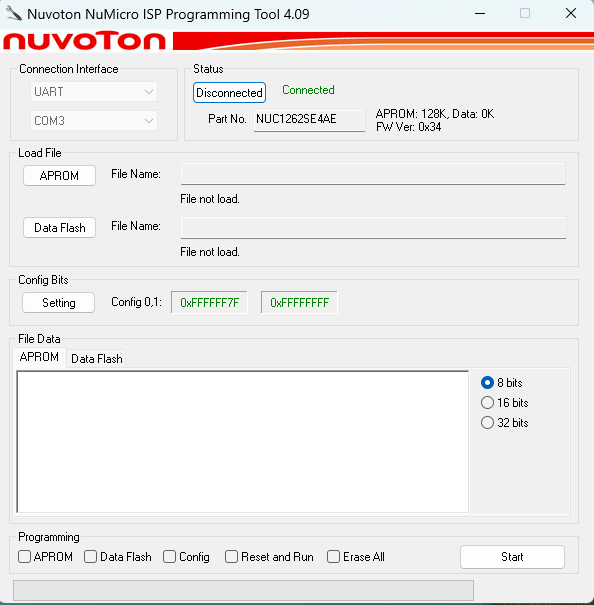 Nuvoton NuMicro ISP Programming Tool 4.09
nuvoTon
Connection Interface
UART
COM3
Status
Disconnected
Connected
Part No.
NUC1262SE4AE
APROM: 128K, Data: 0K
FW Ver: 0x34
Load File
APROM
File Name:
File not load.
Data Flash
File Name:
File not load.
Config Bits
Setting
Config 0,1:
0xFFFFFF7F
0xFFFFFFFF
File Data
APROM
Data Flash
8 bits
16 bits
32 bits
Programming
APROM
Data Flash
Config
Reset and Run
Erase All
Start